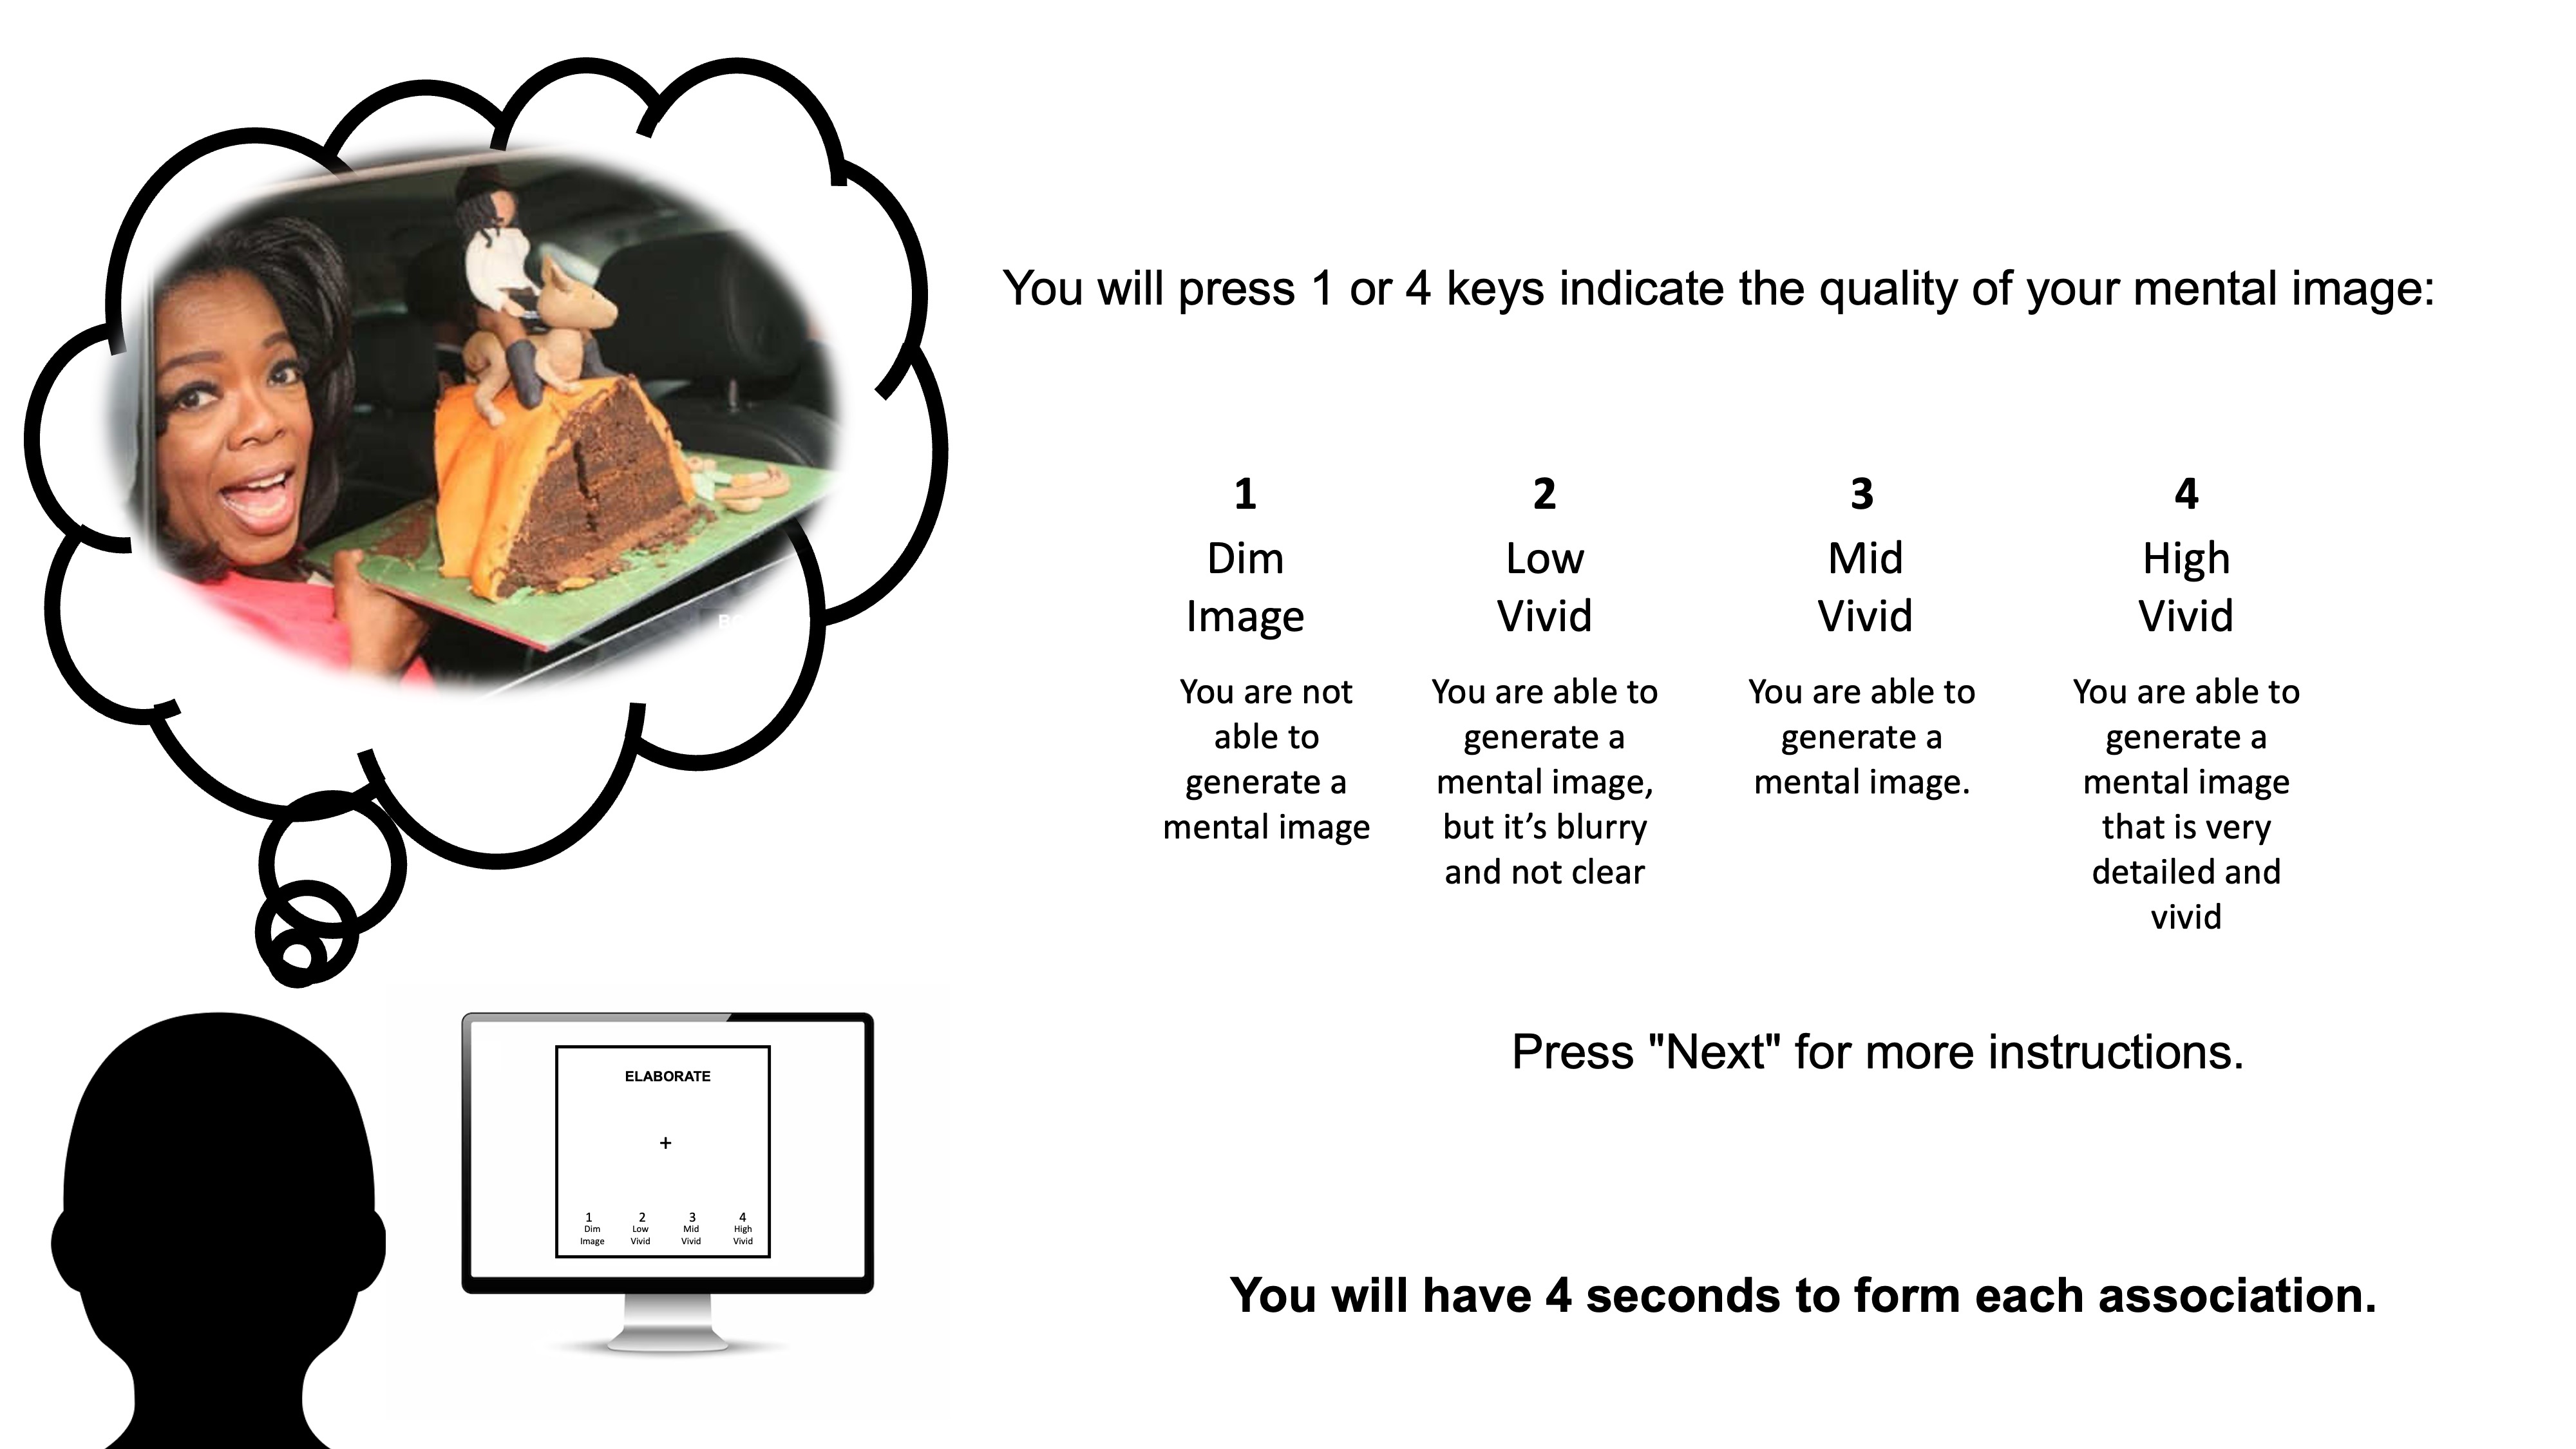 You will press 1 or 4 keys indicate the quality of your mental image:
1
Dim
Image
You are not
able to
generate a
mental image
2
Low
Vivid
You are able to
generate a
mental image,
but it’s blurry
and not clear
3
Mid
Vivid
You are able to
generate a
mental image.
4
High
Vivid
You are able to
generate a
mental image
that is very
detailed and
vivid
Press "Next" for more instructions.
You will have 4 seconds to form each association.
ELABORATE
+
1 2 3 4
Dim Low Mid High
Image Vivid Vivid Vivid